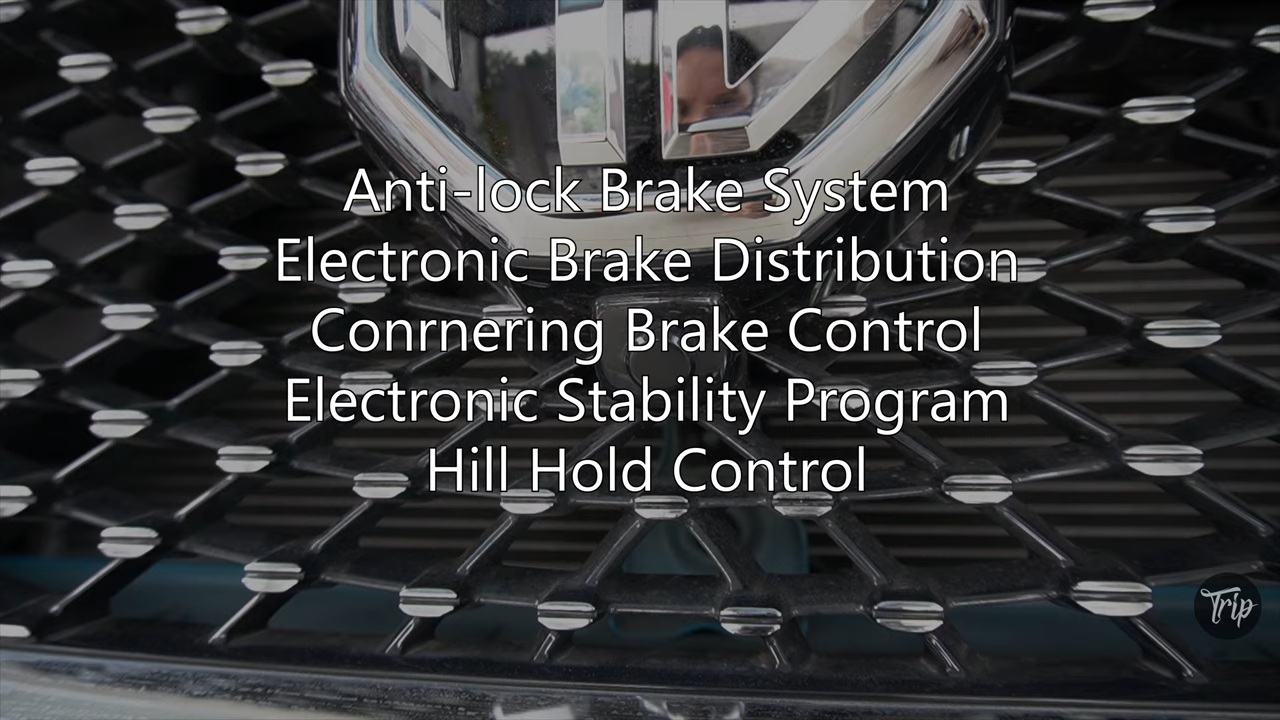 Anti-lock Brake System
Electronic Brake Distribution
Conrnering Brake Control
Electronic Stability Program
Hill Hold Control
Trip